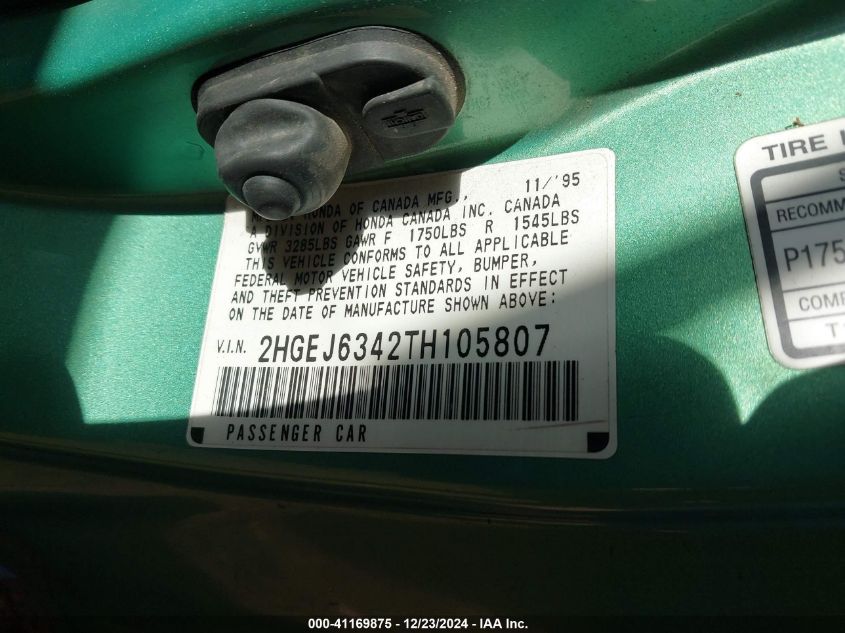 HONDA OF CANADA MFG., 11/'95
A DIVISION OF HONDA CANADA INC. CANADA
GVWR 3285LBS GAWR F 1750LBS R 1545LBS
THIS VEHICLE CONFORMS TO ALL APPLICABLE
FEDERAL MOTOR VEHICLE SAFETY, BUMPER,
AND THEFT PREVENTION STANDARDS IN EFFECT
ON THE DATE OF MANUFACTURE SHOWN ABOVE:
V.I.N. 2HGEJ6342TH105807
PASSENGER CAR
TIRE
RECOMM
P175
COMP
000-41169875 - 12/23/2024 - IAA Inc.